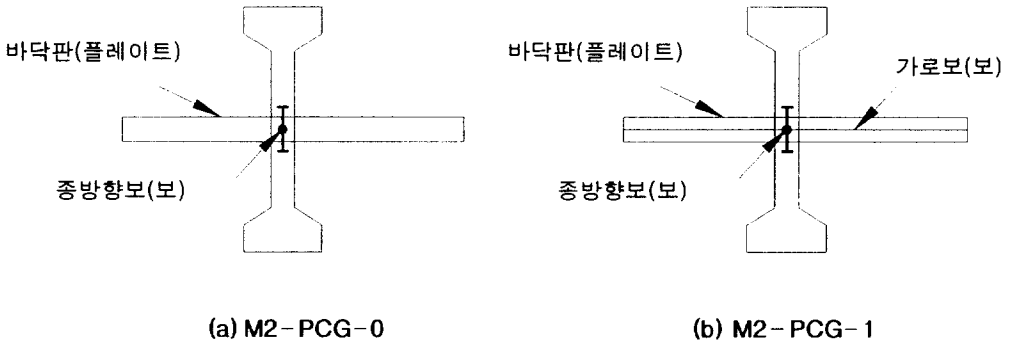 바닥판(플레이트)
종방향보(보)
(a) M2-PCG-0
바닥판(플레이트)
가로보(보)
종방향보(보)
(b) M2-PCG-1